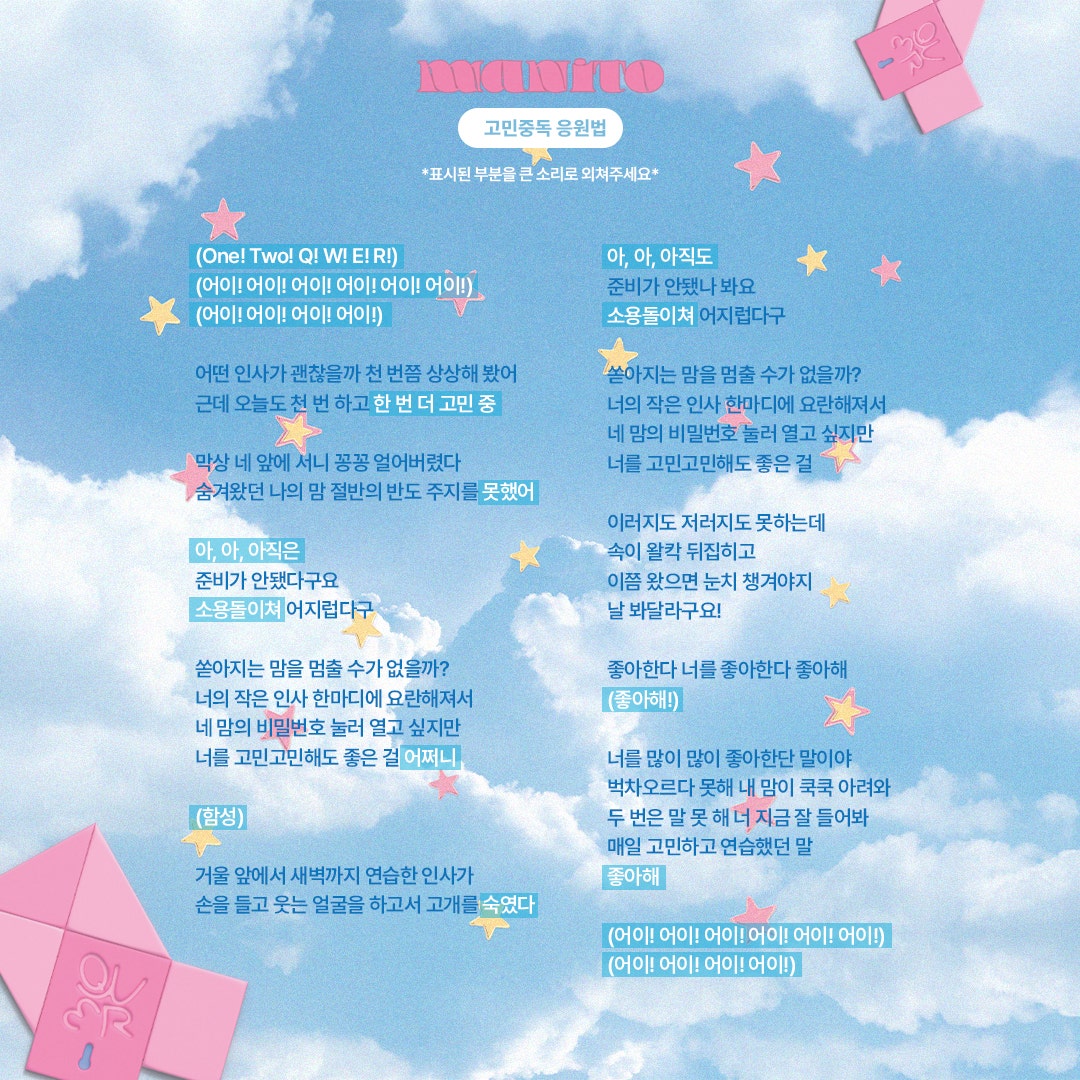 manito
고민중독 응원법
*표시된 부분을 큰 소리로 외쳐주세요*
(One! Two! Q! W! E! R!)
(어이! 어이! 어이! 어이! 어이! 어이!)
(어이! 어이! 어이! 어이!)
어떤 인사가 괜찮을까 천 번쯤 상상해 봤어
근데 오늘도 천 번 하고 한 번 더 고민 중
막상 네 앞에 서니 꽁꽁 얼어버렸다
숨겨왔던 나의 맘 절반의 반도 주지를 못했어
아, 아, 아직은
준비가 안됐다구요
소용돌이쳐 어지럽다구
쏟아지는 맘을 멈출 수가 없을까?
너의 작은 인사 한마디에 요란해져서
네 맘의 비밀번호 눌러 열고 싶지만
너를 고민고민해도 좋은 걸 어쩌니
(함성)
거울 앞에서 새벽까지 연습한 인사가
손을 들고 웃는 얼굴을 하고서 고개를 숙였다
아, 아, 아직도
준비가 안됐나 봐요
소용돌이쳐 어지럽다구
쏟아지는 맘을 멈출 수가 없을까?
너의 작은 인사 한마디에 요란해져서
네 맘의 비밀번호 눌러 열고 싶지만
너를 고민고민해도 좋은 걸
이러지도 저러지도 못하는데
속이 왈칵 뒤집히고
이쯤 왔으면 눈치 챙겨야지
날 봐달라구요!
좋아한다 너를 좋아한다 좋아해
(좋아해!)
너를 많이 많이 좋아한단 말이야
벅차오르다 못해 내 맘이 쿡쿡 아려와
두 번은 말 못 해 너 지금 잘 들어봐
매일 고민하고 연습했던 말
좋아해
(어이! 어이! 어이! 어이! 어이! 어이!)
(어이! 어이! 어이! 어이!)
QWER
QWER